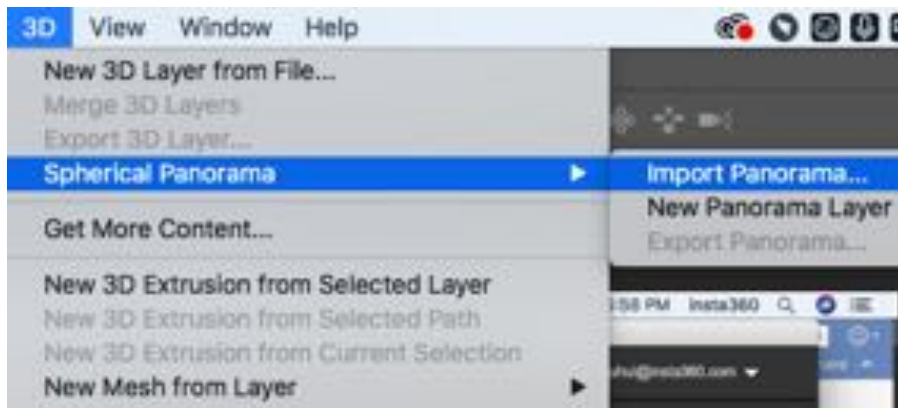 3D View Window Help
New 3D Layer from File...
Merge 3D Layers
Export 3D Layer...
Spherical Panorama
Import Panorama...
New Panorama Layer
Export Panorama...
Get More Content...
New 3D Extrusion from Selected Layer
New 3D Extrusion from Selected Path
New 3D Extrusion from Current Selection
New Mesh from Layer
:58 PM Insta360
@insta360.com